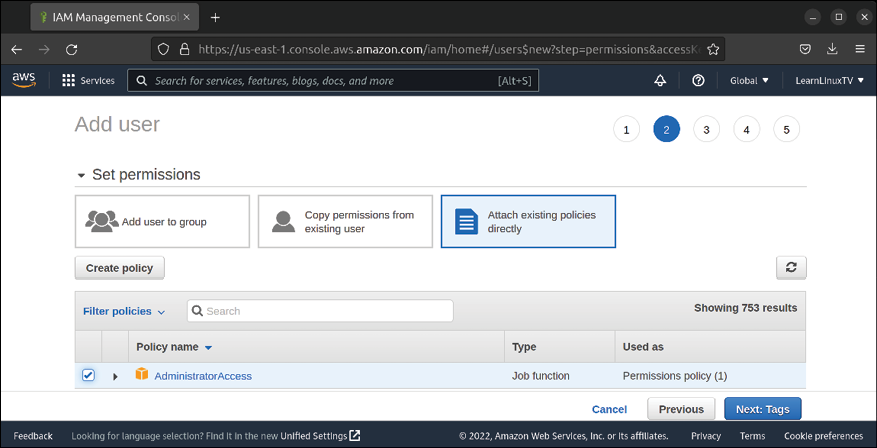 IAM Management Consol
https://us-east-1.console.aws.amazon.com/iam/home#/users$new?step=permissions&accessK
aws
Services
Search for services, features, blogs, docs, and more
[Alt+S]
Global
LearnLInuxTV
Add user
1 2 3 4 5
Set permissions
Add user to group
Copy permissions from
existing user
Attach existing policies
directly
Create policy
Filter policies
Search
Showing 753 results
Policy name
Type
Used as
AdministratorAccess
Job function
Permissions policy (1)
Cancel
Previous
Next: Tags
Feedback
Looking for language selection? Find it in the new Unified Settings
© 2022, Amazon Web Services, Inc. or its affiliates.
Privacy
Terms
Cookie preferences